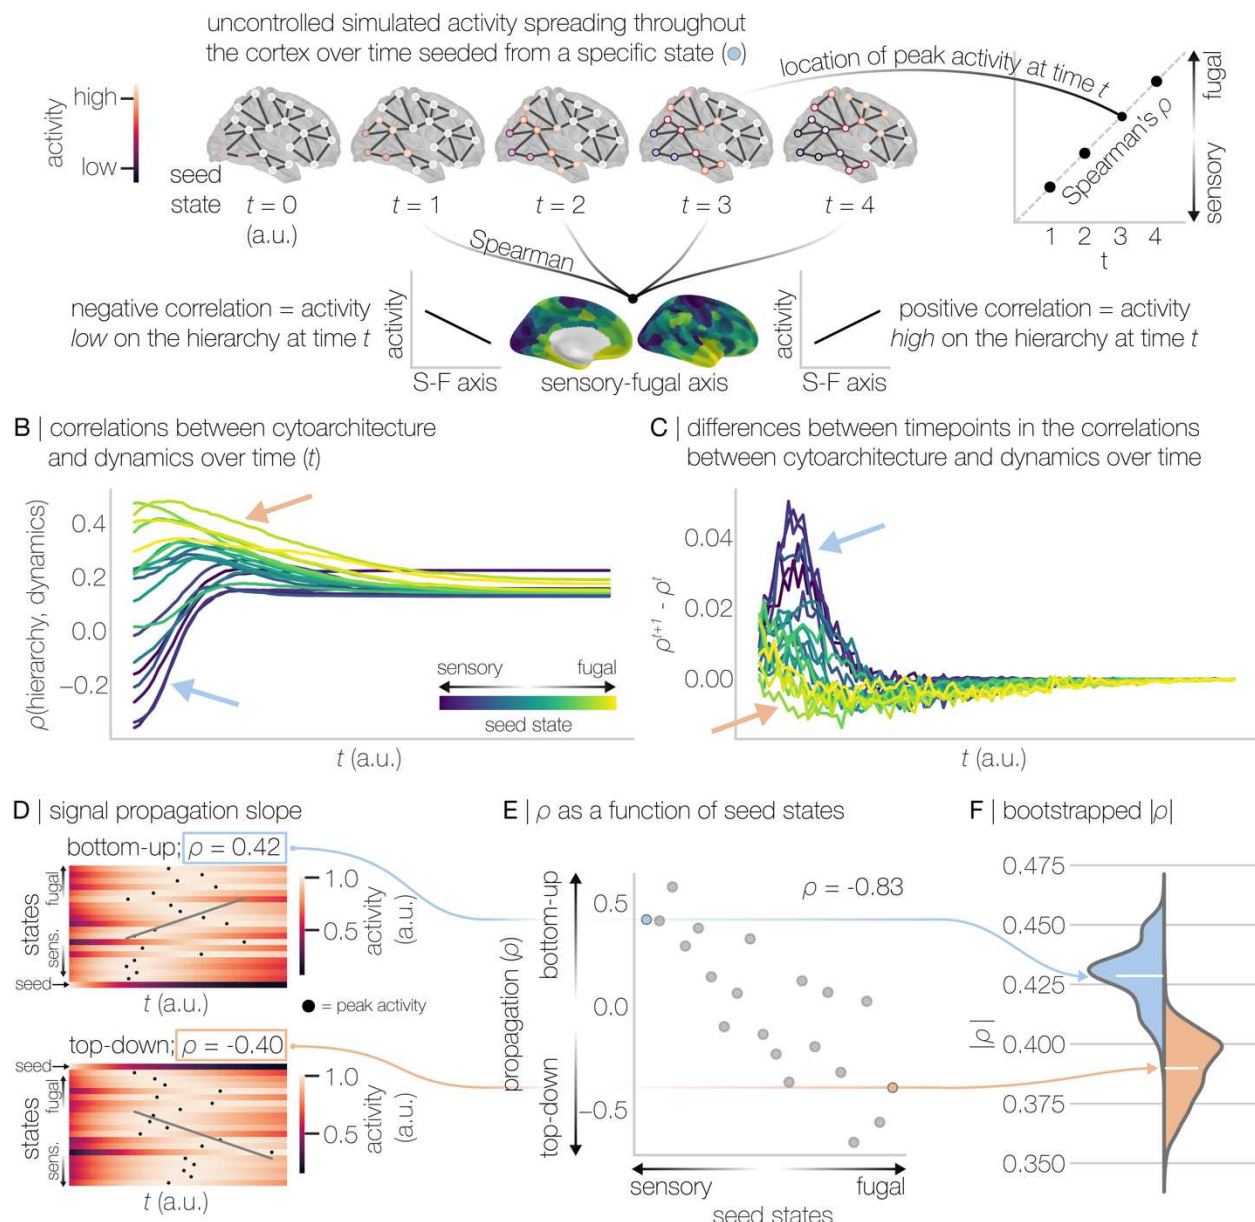 uncontrolled simulated activity spreading throughout
the cortex over time seeded from a specific state ( )
location of peak activity at time t
activity
high
low
seed
state
t = 0
(a.u.)
t = 1
t = 2
t = 3
t = 4
Spearman's ρ
sensory
fugal
1 2 3 4
t
Spearman
negative correlation = activity
low on the hierarchy at time t
activity
S-F axis
sensory-fugal axis
activity
S-F axis
positive correlation = activity
high on the hierarchy at time t
B | correlations between cytoarchitecture
and dynamics over time (t)
ρ(hierarchy, dynamics)
0.4
0.2
0.0
−0.2
sensory
fugal
seed state
t (a.u.)
C | differences between timepoints in the correlations
between cytoarchitecture and dynamics over time
ρt+1 - ρt
0.04
0.02
0.00
t (a.u.)
D | signal propagation slope
bottom-up; ρ = 0.42
states
sens.
fugal
seed
t (a.u.)
1.0
0.5
activity
(a.u.)
= peak activity
top-down; ρ = -0.40
seed
states
sens.
fugal
t (a.u.)
1.0
0.5
activity
(a.u.)
E | ρ as a function of seed states
ρ = -0.83
propagation (ρ)
top-down
bottom-up
0.5
0.0
−0.5
sensory
fugal
seed states
F | bootstrapped |ρ|
|ρ|
0.475
0.450
0.425
0.400
0.375
0.350